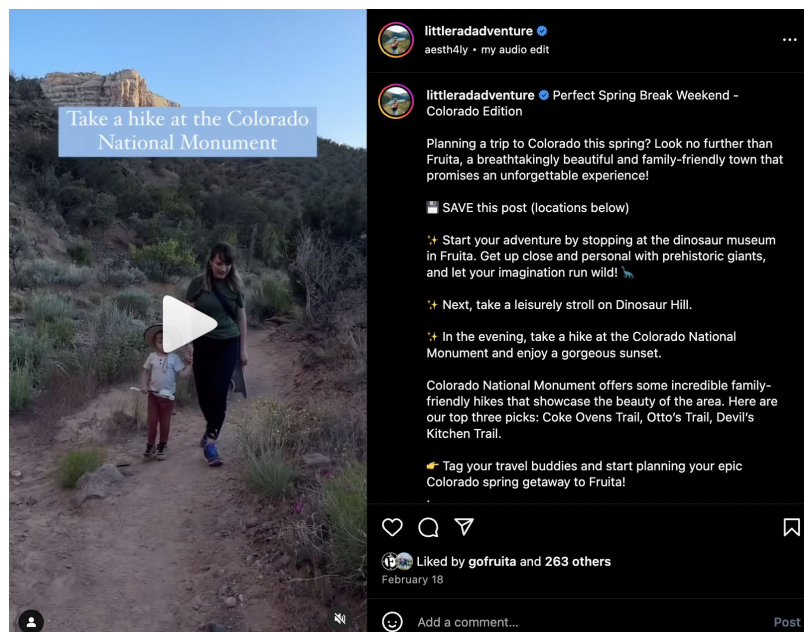 Take a hike at the Colorado
National Monument
littleradadventure
aesth4ly • my audio edit
littleradadventure Perfect Spring Break Weekend -
Colorado Edition
Planning a trip to Colorado this spring? Look no further than
Fruita, a breathtakingly beautiful and family-friendly town that
promises an unforgettable experience!
💾 SAVE this post (locations below)
✨ Start your adventure by stopping at the dinosaur museum
in Fruita. Get up close and personal with prehistoric giants,
and let your imagination run wild! 🦕
✨ Next, take a leisurely stroll on Dinosaur Hill.
✨ In the evening, take a hike at the Colorado National
Monument and enjoy a gorgeous sunset.
Colorado National Monument offers some incredible family-
friendly hikes that showcase the beauty of the area. Here are
our top three picks: Coke Ovens Trail, Otto's Trail, Devil's
Kitchen Trail.
👉 Tag your travel buddies and start planning your epic
Colorado spring getaway to Fruita!
.
Liked by gofruita and 263 others
February 18
Add a comment...
Post